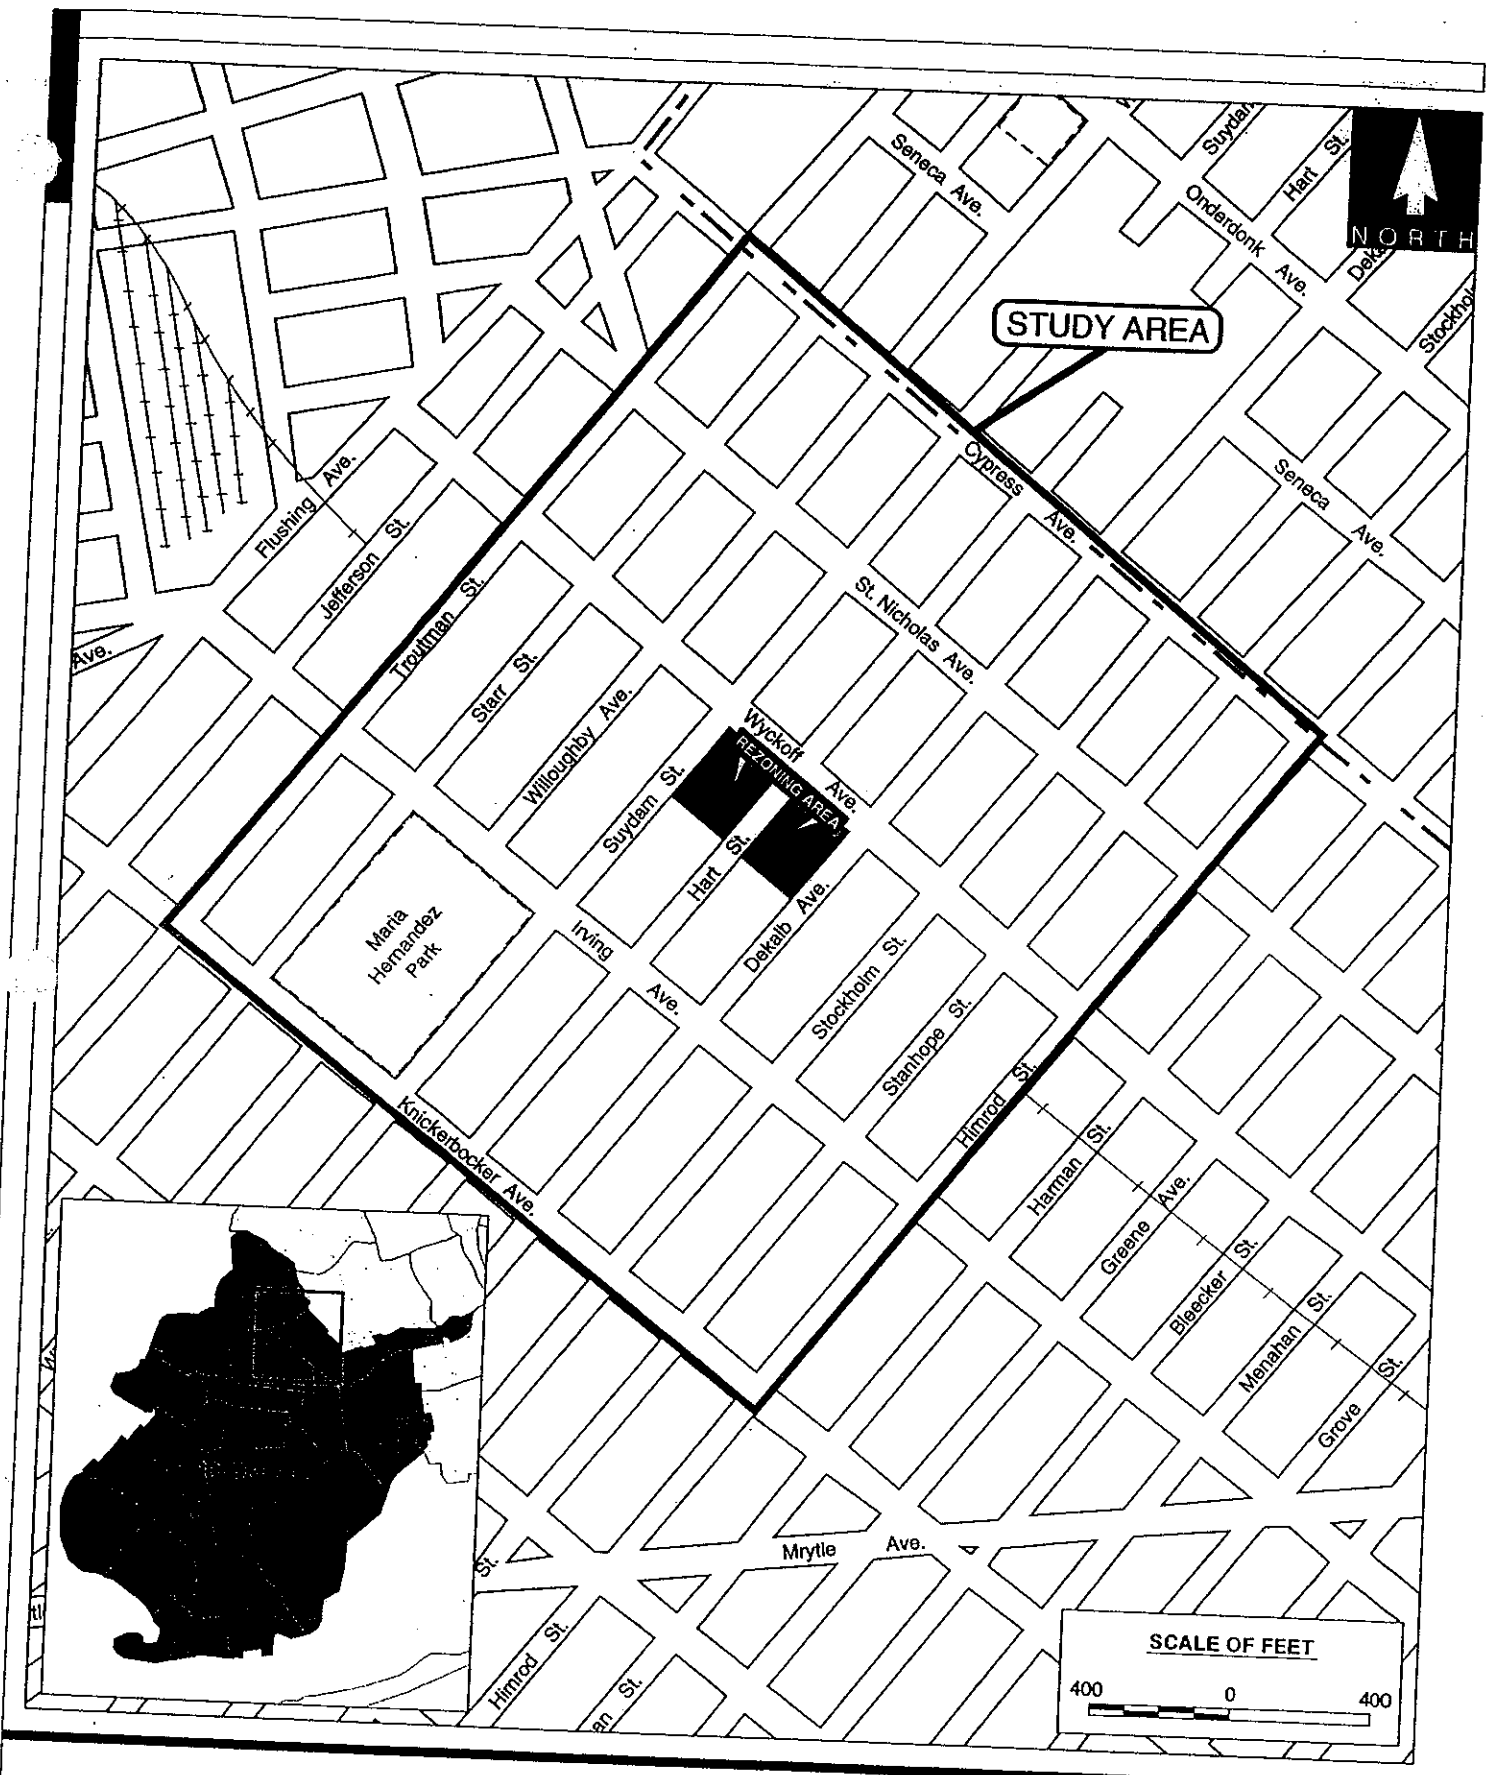 Suydam
Hart St.
Seneca Ave.
Onderdonk Ave.
NORTH
STUDY AREA
Stockhol
Cypress Ave.
Seneca Ave.
Flushing Ave.
Jefferson St.
Troutman St.
St. Nicholas Ave.
Ave.
Starr St.
Willoughby Ave.
Wyckoff Ave.
REZONING AREA
Suydam St.
Hart St.
Dekalb Ave.
Maria
Hernandez
Park
Irving Ave.
Stockholm St.
Stanhope St.
Himrod St.
Knickerbocker Ave.
Harman St.
Greene Ave.
Bleecker St.
Menahan St.
Grove St.
Mrytle Ave.
St.
Himrod St.
an St.
SCALE OF FEET
400 0 400